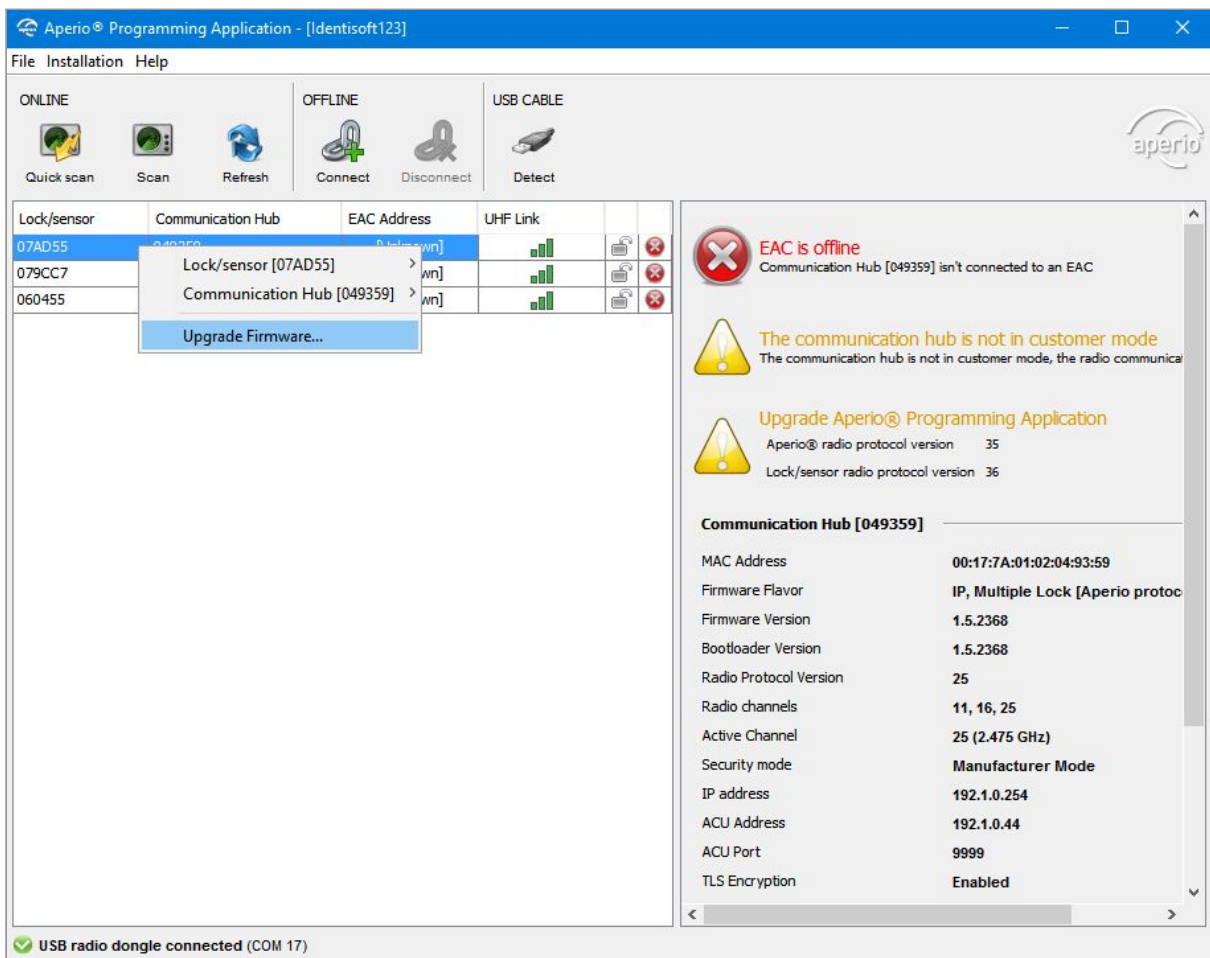 Aperio® Programming Application - [Identisoft123]
File Installation Help
ONLINE OFFLINE USB CABLE
Quick scan Scan Refresh Connect Disconnect Detect
aperio
Lock/sensor Communication Hub EAC Address UHF Link
07AD55
079CC7 wn]
060455 wn]
Lock/sensor [07AD55]
Communication Hub [049359]
Upgrade Firmware...
EAC is offline
Communication Hub [049359] isn't connected to an EAC
The communication hub is not in customer mode
The communication hub is not in customer mode, the radio communica
Upgrade Aperio® Programming Application
Aperio® radio protocol version 35
Lock/sensor radio protocol version 36
Communication Hub [049359]
MAC Address 00:17:7A:01:02:04:93:59
Firmware Flavor IP, Multiple Lock [Aperio protoc
Firmware Version 1.5.2368
Bootloader Version 1.5.2368
Radio Protocol Version 25
Radio channels 11, 16, 25
Active Channel 25 (2.475 GHz)
Security mode Manufacturer Mode
IP address 192.1.0.254
ACU Address 192.1.0.44
ACU Port 9999
TLS Encryption Enabled
USB radio dongle connected (COM 17)